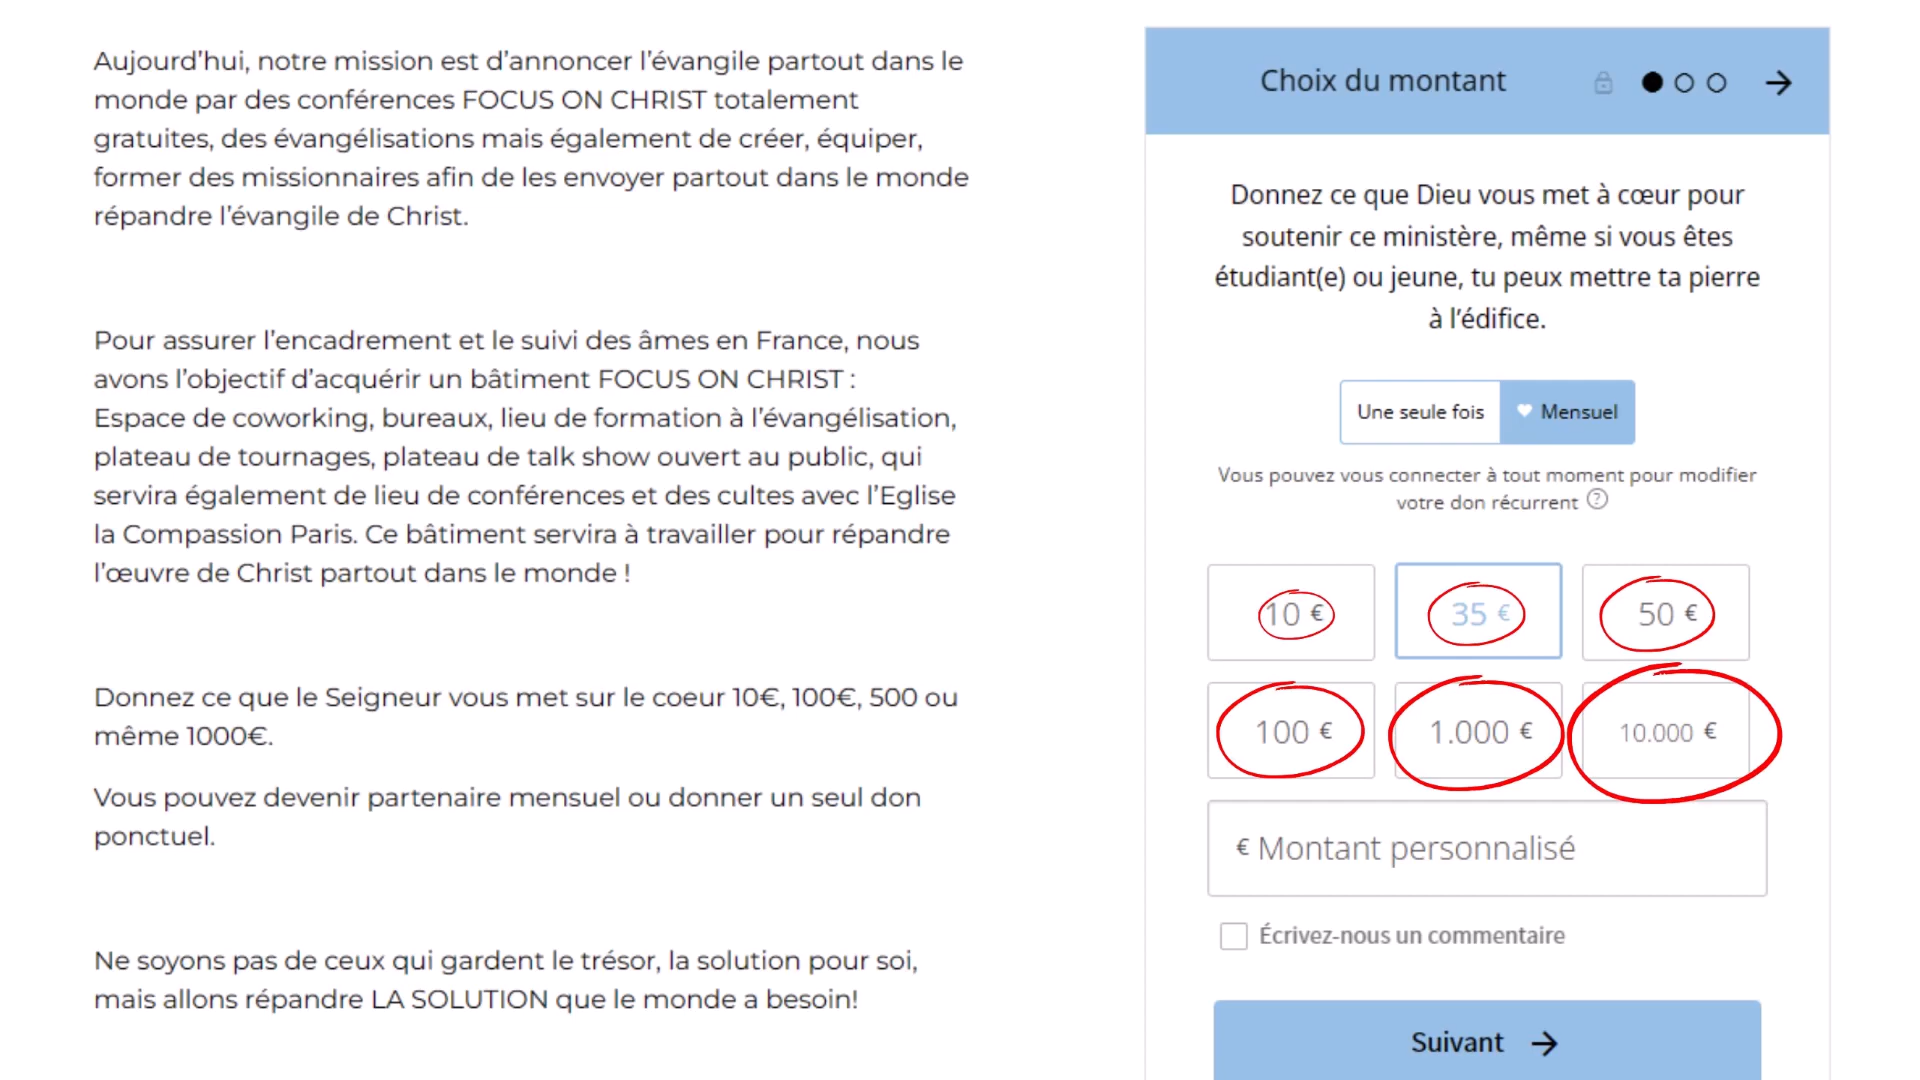 Aujourd’hui, notre mission est d’annoncer l’évangile partout dans le
monde par des conférences FOCUS ON CHRIST totalement
gratuites, des évangélisations mais également de créer, équiper,
former des missionnaires afin de les envoyer partout dans le monde
répandre l’évangile de Christ.
Pour assurer l’encadrement et le suivi des âmes en France, nous
avons l’objectif d’acquérir un bâtiment FOCUS ON CHRIST :
Espace de coworking, bureaux, lieu de formation à l’évangélisation,
plateau de tournages, plateau de talk show ouvert au public, qui
servira également de lieu de conférences et des cultes avec l’Eglise
la Compassion Paris. Ce bâtiment servira à travailler pour répandre
l’œuvre de Christ partout dans le monde !
Donnez ce que le Seigneur vous met sur le coeur 10€, 100€, 500 ou
même 1000€.
Vous pouvez devenir partenaire mensuel ou donner un seul don
ponctuel.
Ne soyons pas de ceux qui gardent le trésor, la solution pour soi,
mais allons répandre LA SOLUTION que le monde a besoin!
Choix du montant
Donnez ce que Dieu vous met à cœur pour
soutenir ce ministère, même si vous êtes
étudiant(e) ou jeune, tu peux mettre ta pierre
à l’édifice.
Une seule fois Mensuel
Vous pouvez vous connecter à tout moment pour modifier
votre don récurrent ?
10 € 35 € 50 €
100 € 1.000 € 10.000 €
€ Montant personnalisé
Écrivez-nous un commentaire
Suivant